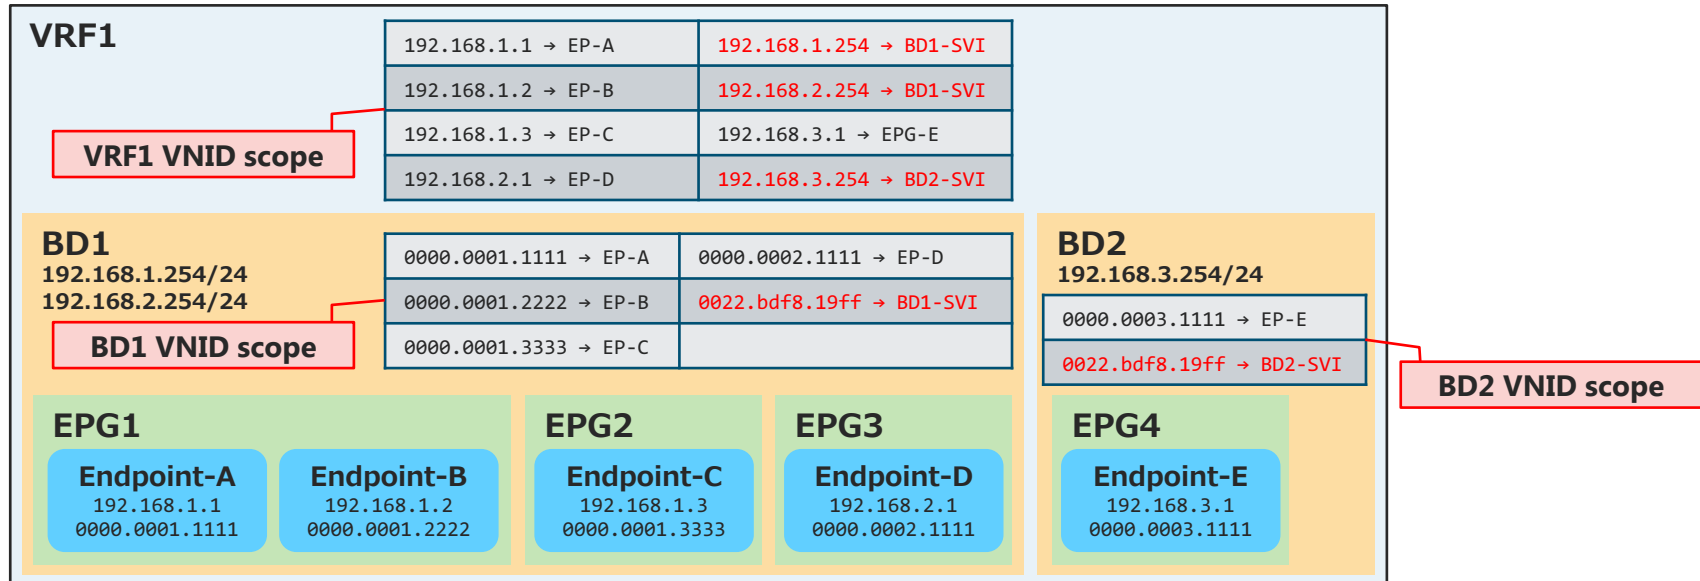 VRF1
192.168.1.1 → EP-A 192.168.1.254 → BD1-SVI
192.168.1.2 → EP-B 192.168.2.254 → BD1-SVI
192.168.1.3 → EP-C 192.168.3.1 → EPG-E
192.168.2.1 → EP-D 192.168.3.254 → BD2-SVI
VRF1 VNID scope
BD1
192.168.1.254/24
192.168.2.254/24
0000.0001.1111 → EP-A 0000.0002.1111 → EP-D
0000.0001.2222 → EP-B 0022.bdf8.19ff → BD1-SVI
0000.0001.3333 → EP-C
BD1 VNID scope
BD2
192.168.3.254/24
0000.0003.1111 → EP-E
0022.bdf8.19ff → BD2-SVI
BD2 VNID scope
EPG1
Endpoint-A
192.168.1.1
0000.0001.1111
Endpoint-B
192.168.1.2
0000.0001.2222
EPG2
Endpoint-C
192.168.1.3
0000.0001.3333
EPG3
Endpoint-D
192.168.2.1
0000.0002.1111
EPG4
Endpoint-E
192.168.3.1
0000.0003.1111